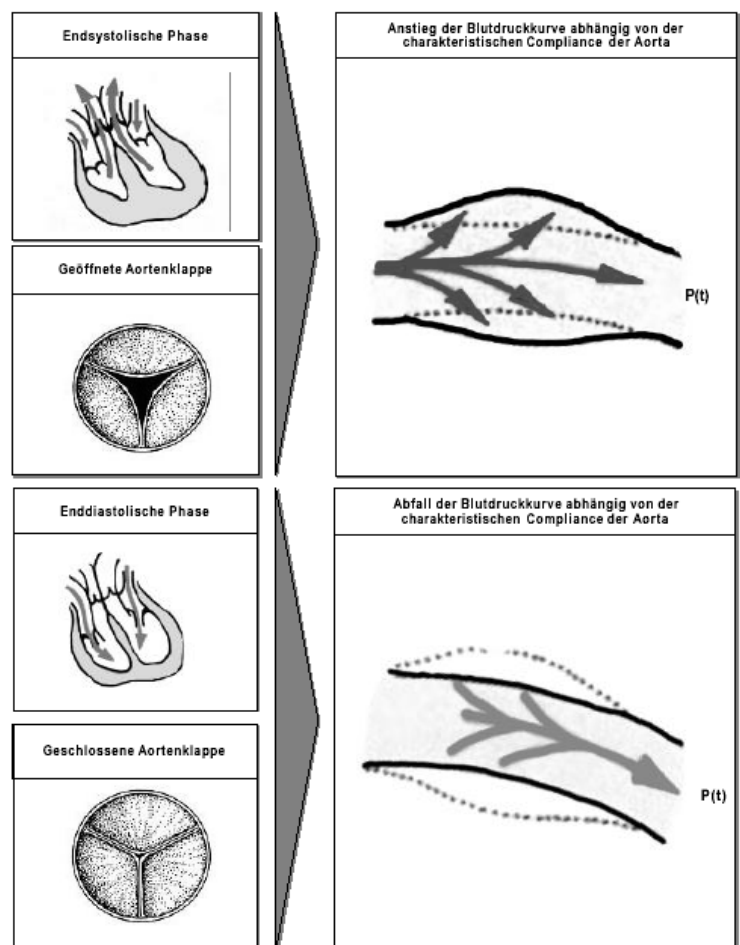 Endsystolische Phase
Anstieg der Blutdruckkurve abhängig von der
charakteristischen Compliance der Aorta
P(t)
Geöffnete Aortenklappe
Enddiastolische Phase
Abfall der Blutdruckkurve abhängig von der
charakteristischen Compliance der Aorta
P(t)
Geschlossene Aortenklappe